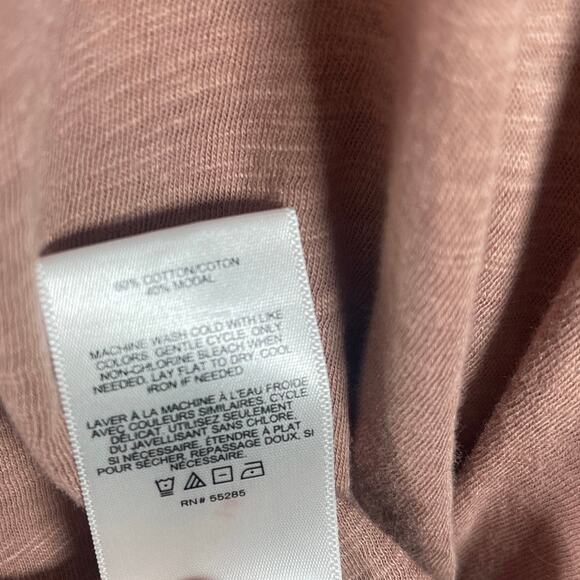 60% COTTON/COTON
40% MODAL
MACHINE WASH COLD WITH LIKE
COLORS. GENTLE CYCLE. ONLY
NON-CHLORINE BLEACH WHEN
NEEDED. LAY FLAT TO DRY. COOL
IRON IF NEEDED
LAVER À LA MACHINE À L'EAU FROIDE
AVEC COULEURS SIMILAIRES. CYCLE
DÉLICAT. UTILISEZ SEULEMENT
DU JAVELLISANT SANS CHLORE
SI NÉCESSAIRE. ÉTENDRE À PLAT
POUR SÉCHER. REPASSAGE DOUX. SI
NÉCESSAIRE
RN# 55285